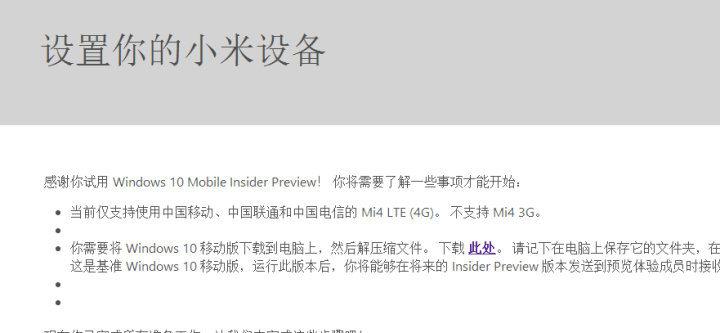 设置你的小米设备
感谢你试用 Windows 10 Mobile Insider Preview! 你将需要了解一些事项才能开始:
当前仅支持使用中国移动、中国联通和中国电信的 Mi4 LTE (4G)。 不支持 Mi4 3G。
你需要将 Windows 10 移动版下载到电脑上，然后解压缩文件。 下载 此处。 请记下在电脑上保存它的文件夹，在
这是基准 Windows 10 移动版，运行此版本后，你将能够在将来的 Insider Preview 版本发送到预览体验成员时接收